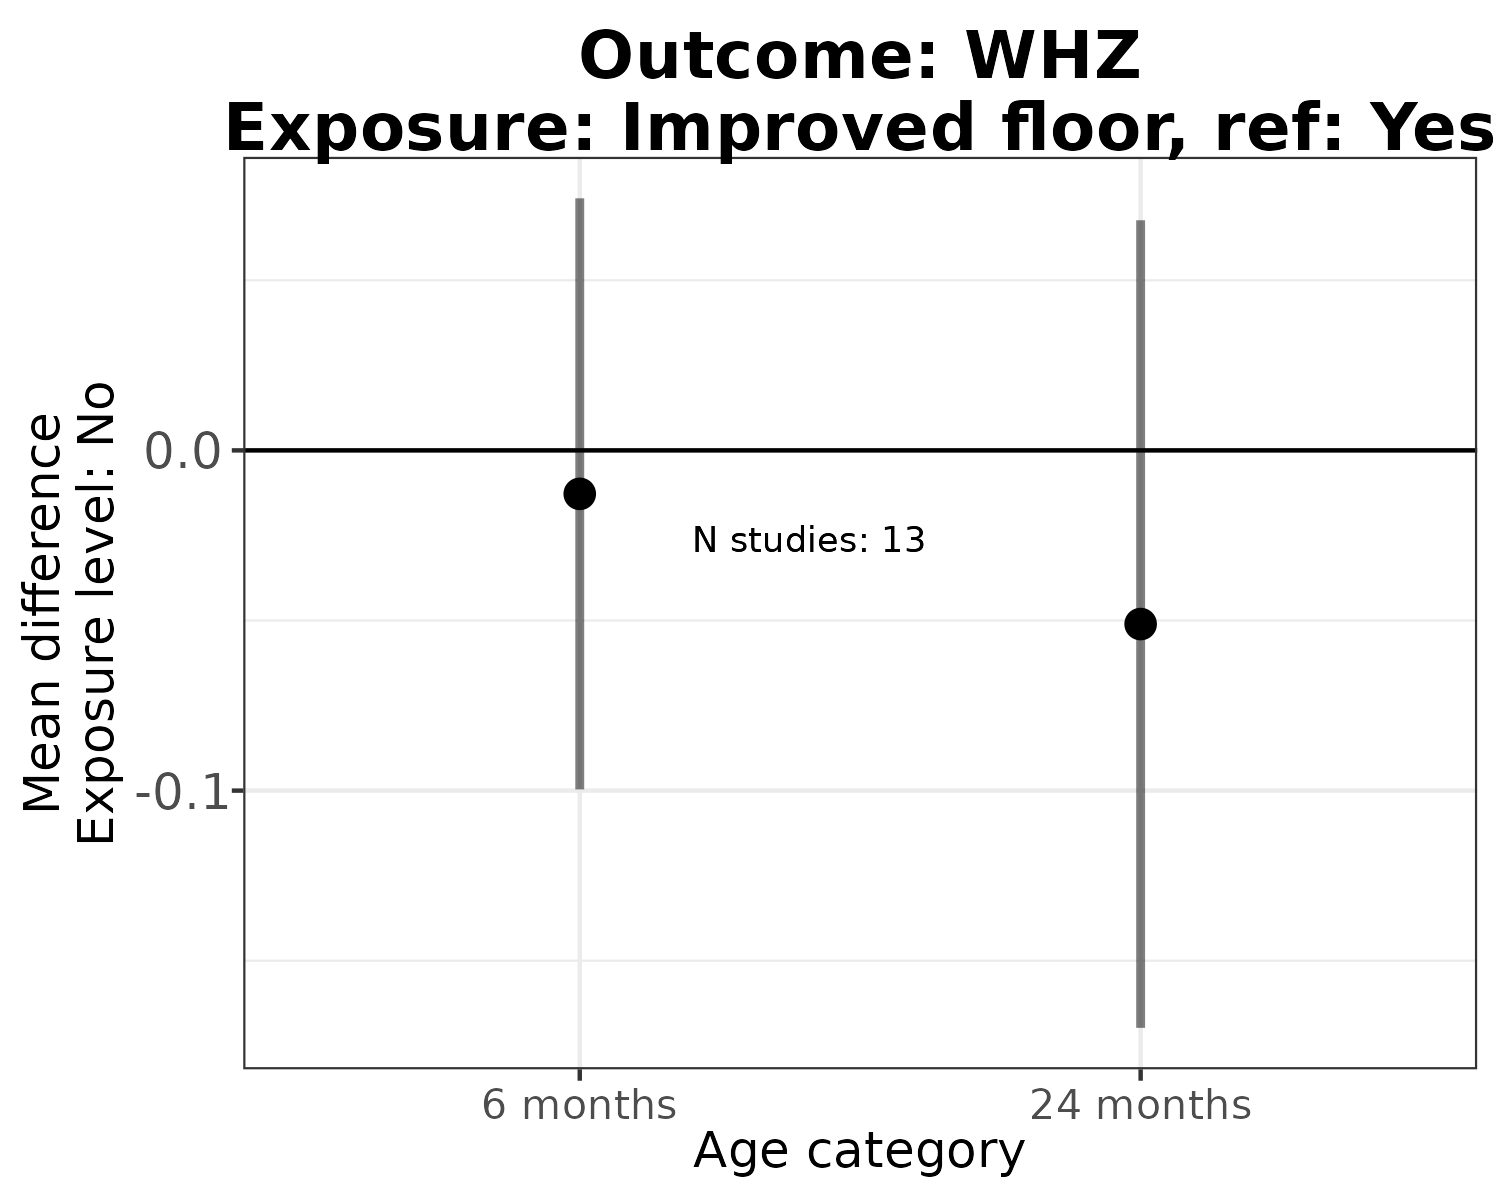 Outcome: WHZ
Exposure: Improved floor, ref: Yes
Mean difference
Exposure level: No
0.0
-0.1
N studies: 13
6 months
24 months
Age category